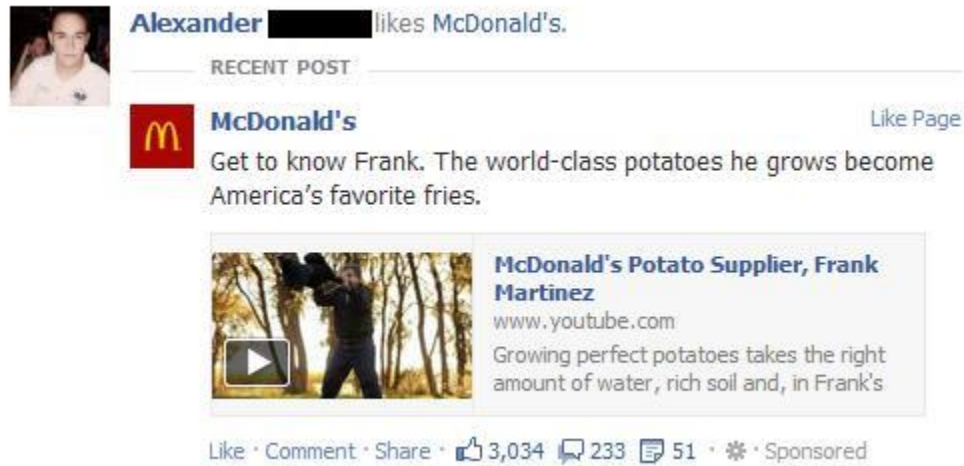 Alexander likes McDonald's.
RECENT POST
McDonald's Like Page
Get to know Frank. The world-class potatoes he grows become
America's favorite fries.
McDonald's Potato Supplier, Frank
Martinez
www.youtube.com
Growing perfect potatoes takes the right
amount of water, rich soil and, in Frank's
Like · Comment · Share · 3,034 233 51 · Sponsored